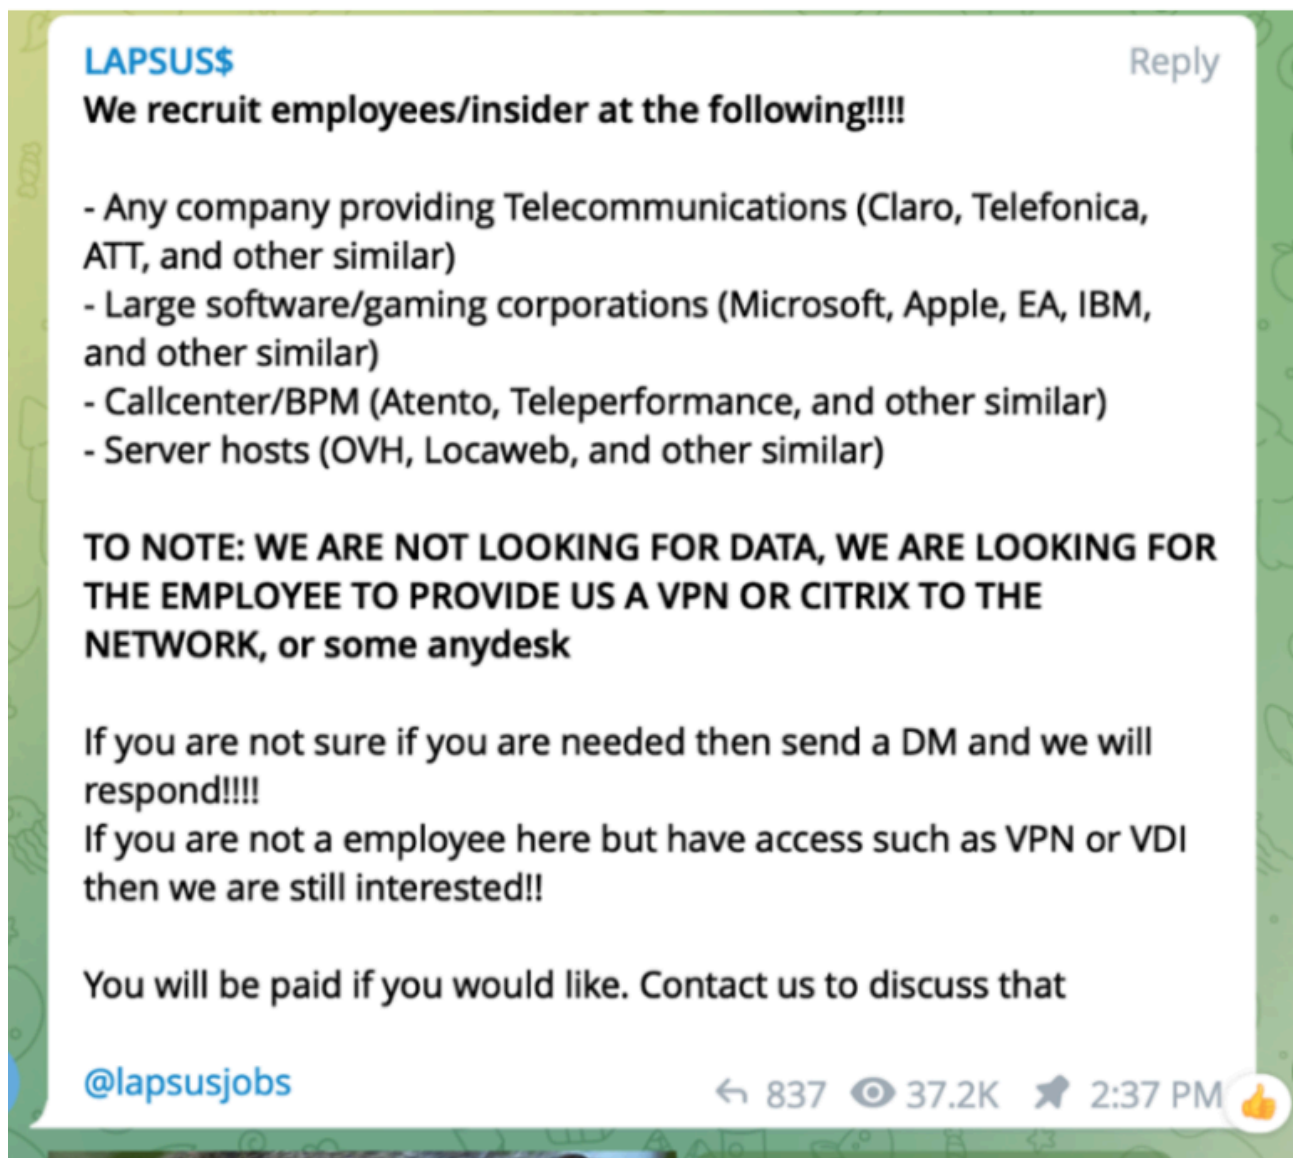 LAPSUS$ Reply
We recruit employees/insider at the following!!!!
- Any company providing Telecommunications (Claro, Telefonica,
ATT, and other similar)
- Large software/gaming corporations (Microsoft, Apple, EA, IBM,
and other similar)
- Callcenter/BPM (Atento, Teleperformance, and other similar)
- Server hosts (OVH, Locaweb, and other similar)
TO NOTE: WE ARE NOT LOOKING FOR DATA, WE ARE LOOKING FOR
THE EMPLOYEE TO PROVIDE US A VPN OR CITRIX TO THE
NETWORK, or some anydesk
If you are not sure if you are needed then send a DM and we will
respond!!!!
If you are not a employee here but have access such as VPN or VDI
then we are still interested!!
You will be paid if you would like. Contact us to discuss that
@lapsusjobs 837 37.2K 2:37 PM